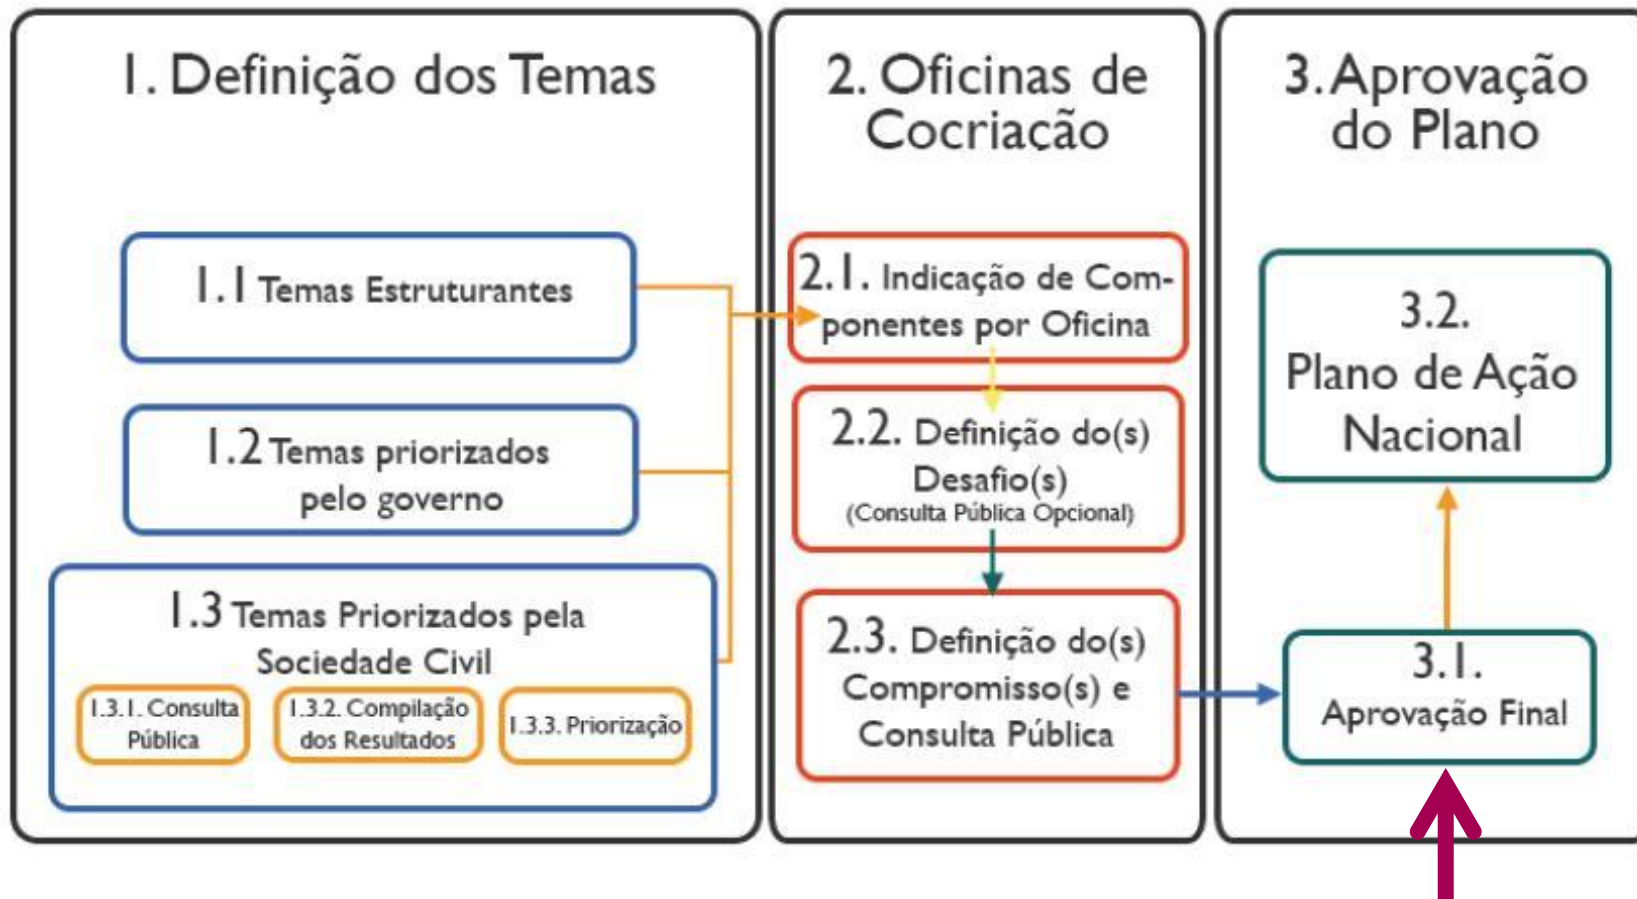 1. Definição dos Temas
1.1 Temas Estruturantes
1.2 Temas priorizados
pelo governo
1.3 Temas Priorizados pela
Sociedade Civil
1.3.1. Consulta
Pública
1.3.2. Compilação
dos Resultados
1.3.3. Priorização
2. Oficinas de
Cocriação
2.1. Indicação de Com-
ponentes por Oficina
2.2. Definição do(s)
Desafio(s)
(Consulta Pública Opcional)
2.3. Definição do(s)
Compromisso(s) e
Consulta Pública
3. Aprovação
do Plano
3.2.
Plano de Ação
Nacional
3.1.
Aprovação Final